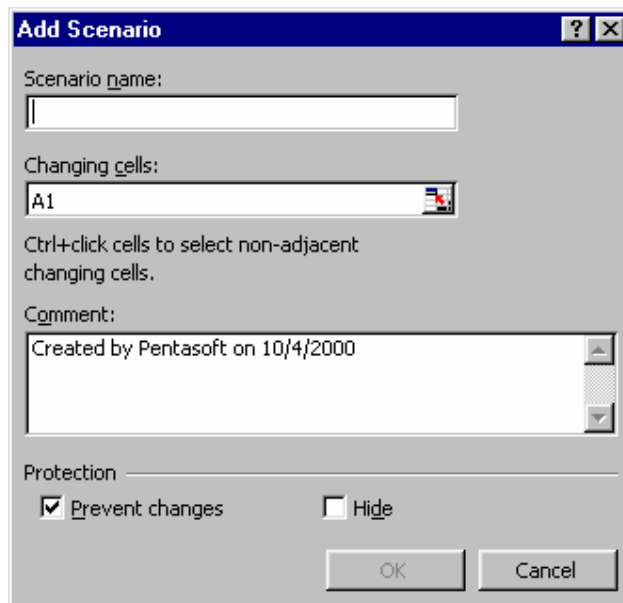 Add Scenario
Scenario name:
Changing cells:
A1
Ctrl+click cells to select non-adjacent
changing cells.
Comment:
Created by Pentasoft on 10/4/2000
Protection
Prevent changes Hide
OK Cancel